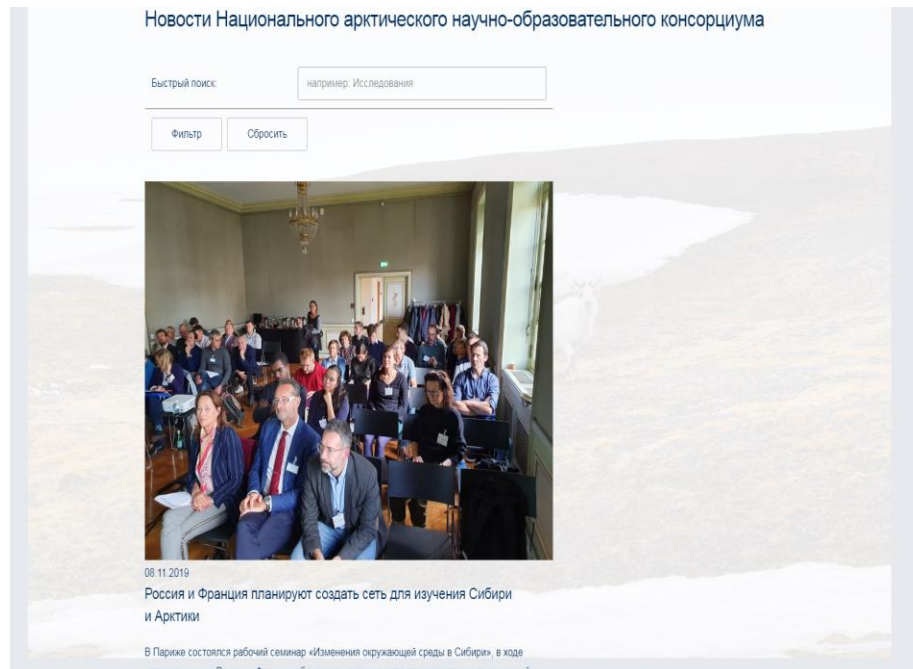 Новости Национального арктического научно-образовательного консорциума
Быстрый поиск:
например: Исследования
Фильтр
Сбросить
08.11.2019
Россия и Франция планируют создать сеть для изучения Сибири
и Арктики
В Париже состоялся рабочий семинар «Изменения окружающей среды в Сибири», в ходе